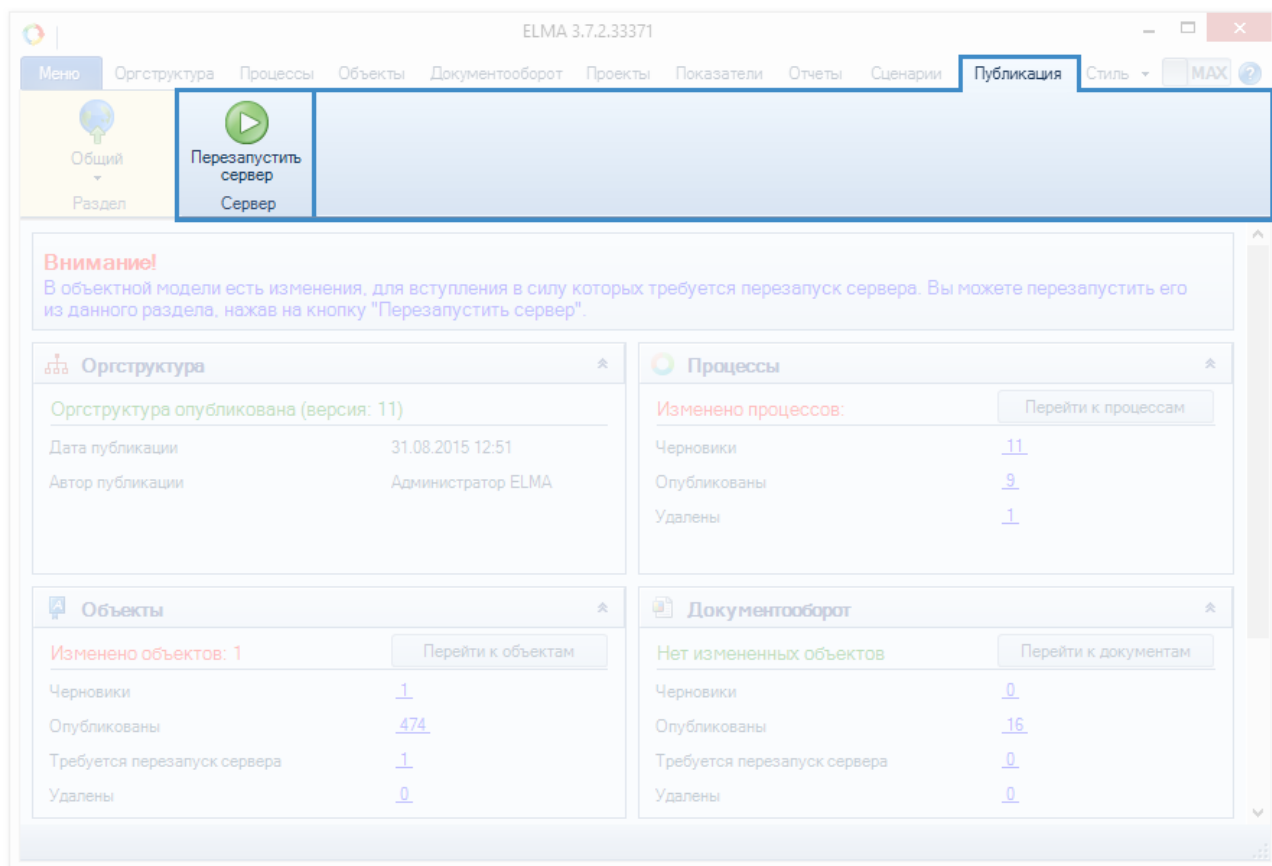 ELMA 3.7.2.33371
Меню Оргструктура Процессы Объекты Документооборот Проекты Показатели Отчеты Сценарии Публикация Стиль MAX ?
Общий
Раздел
Перезапустить
сервер
Сервер
Внимание!
В объектной модели есть изменения, для вступления в силу которых требуется перезапуск сервера. Вы можете перезапустить его
из данного раздела, нажав на кнопку "Перезапустить сервер".
Оргструктура
Оргструктура опубликована (версия: 11)
Дата публикации 31.08.2015 12:51
Автор публикации Администратор ELMA
Процессы
Изменено процессов: Перейти к процессам
Черновики 11
Опубликованы 9
Удалены 1
Объекты
Изменено объектов: 1 Перейти к объектам
Черновики 1
Опубликованы 474
Требуется перезапуск сервера 1
Удалены 0
Документооборот
Нет измененных объектов Перейти к документам
Черновики 0
Опубликованы 16
Требуется перезапуск сервера 0
Удалены 0